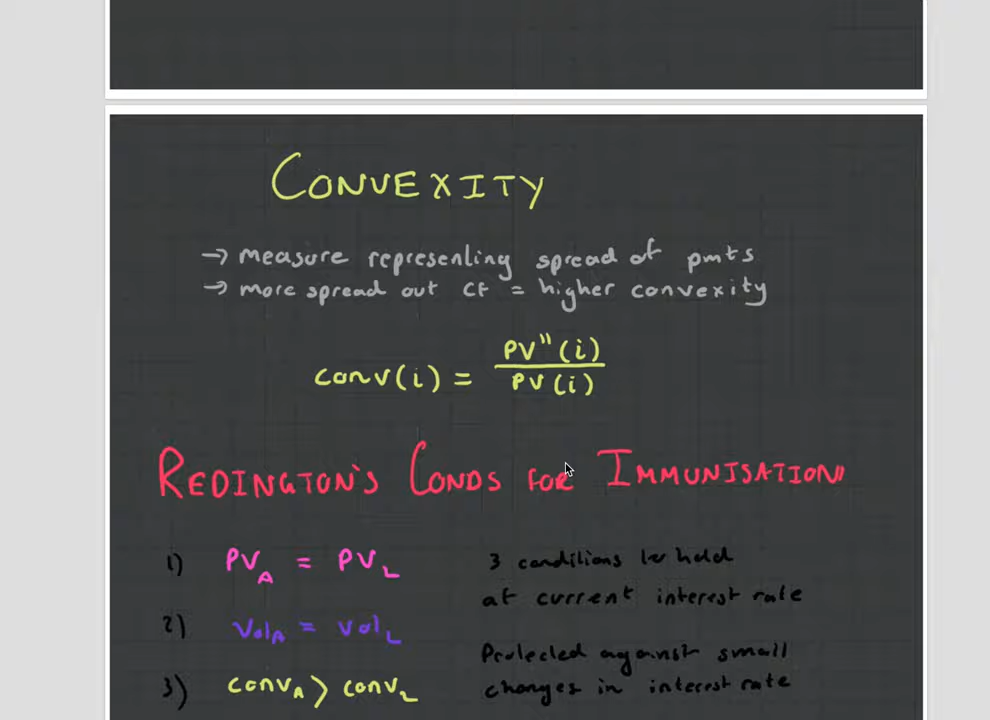 CONVEXITY
→ measure representing spread of pmts
→ more spread out CF = higher convexity
conv(i) = PV"(i) / PV(i)
REDINGTON'S CONDS FOR IMMUNISATION
1) PV_A = PV_L
3 conditions to hold
at current interest rate
2) Vol_A = Vol_L
Protected against small
changes in interest rate
3) conv_A > conv_L